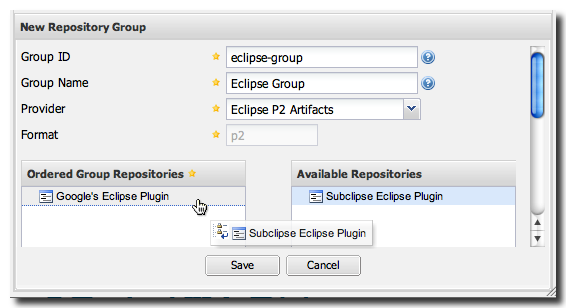 New Repository Group
Group ID eclipse-group
Group Name Eclipse Group
Provider Eclipse P2 Artifacts
Format p2
Ordered Group Repositories Available Repositories
Google's Eclipse Plugin Subclipse Eclipse Plugin
Subclipse Eclipse Plugin
Save Cancel